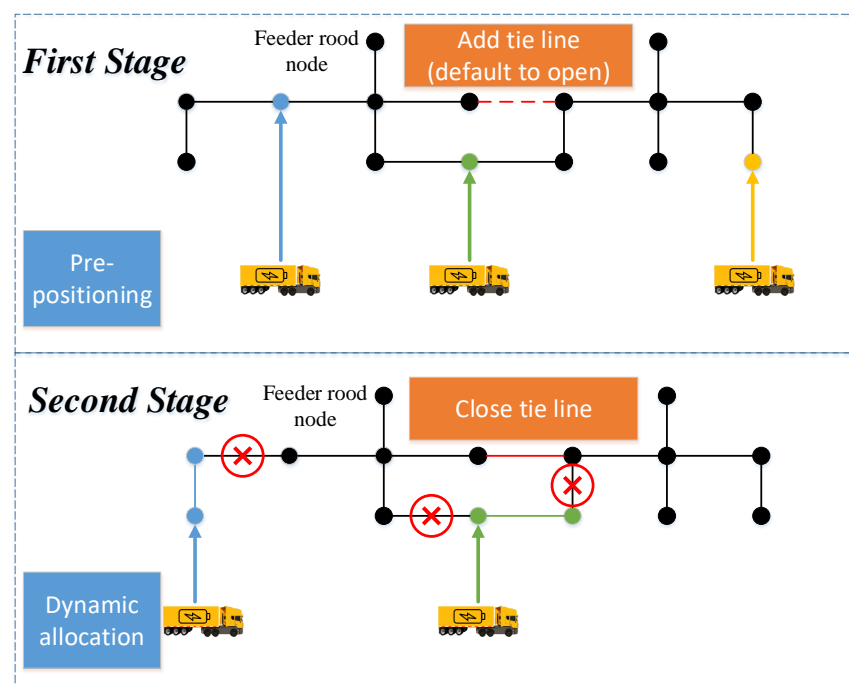 First Stage
Feeder rood
node
Add tie line
(default to open)
Pre-
positioning
Second Stage
Feeder rood
node
Close tie line
Dynamic
allocation